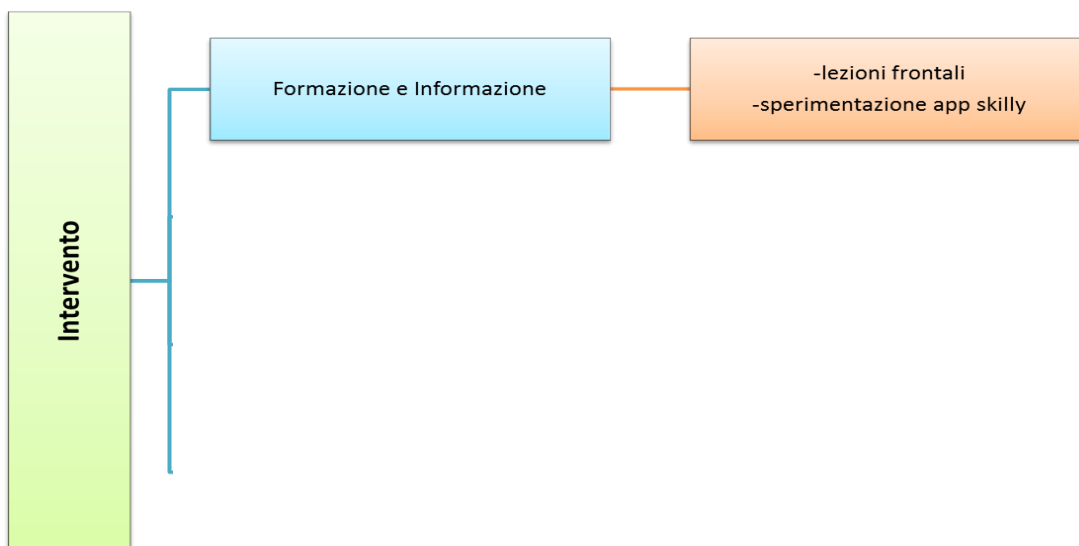 Intervento
Formazione e Informazione
-lezioni frontali
-sperimentazione app skilly